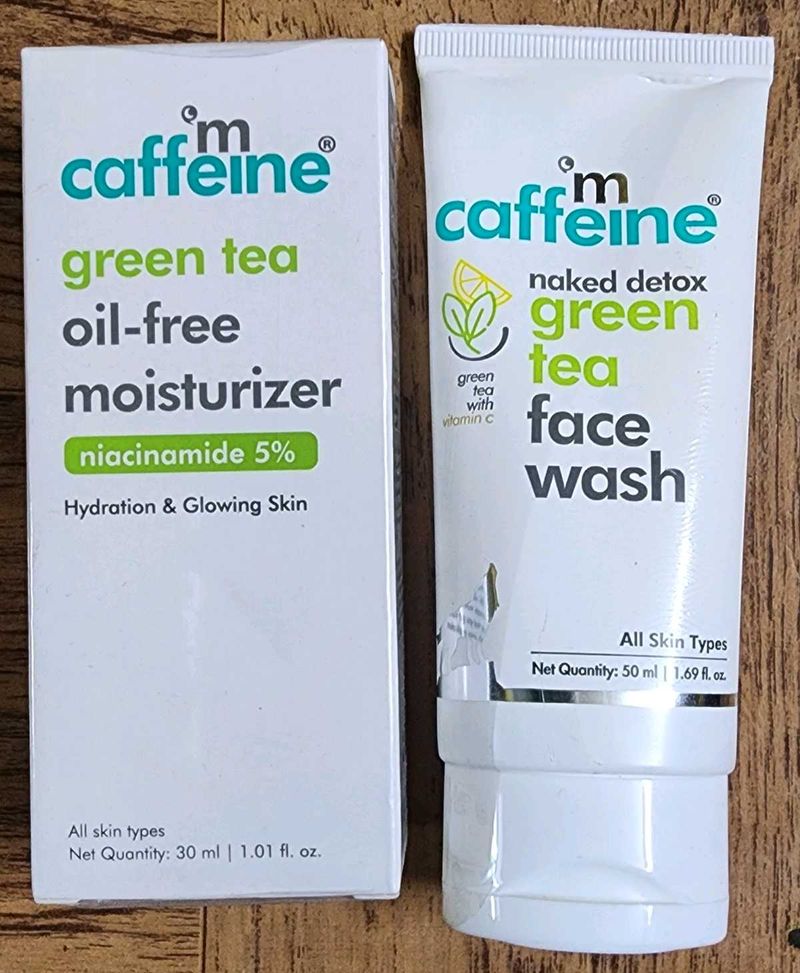 'm
caffeine®
green tea
oil-free
moisturizer
niacinamide 5%
Hydration & Glowing Skin
All skin types
Net Quantity: 30 ml | 1.01 fl. oz.
'm
caffeine®
naked detox
green
tea
face
wash
green
tea
with
vitamin c
All Skin Types
Net Quantity: 50 ml | 1.69 fl. oz.